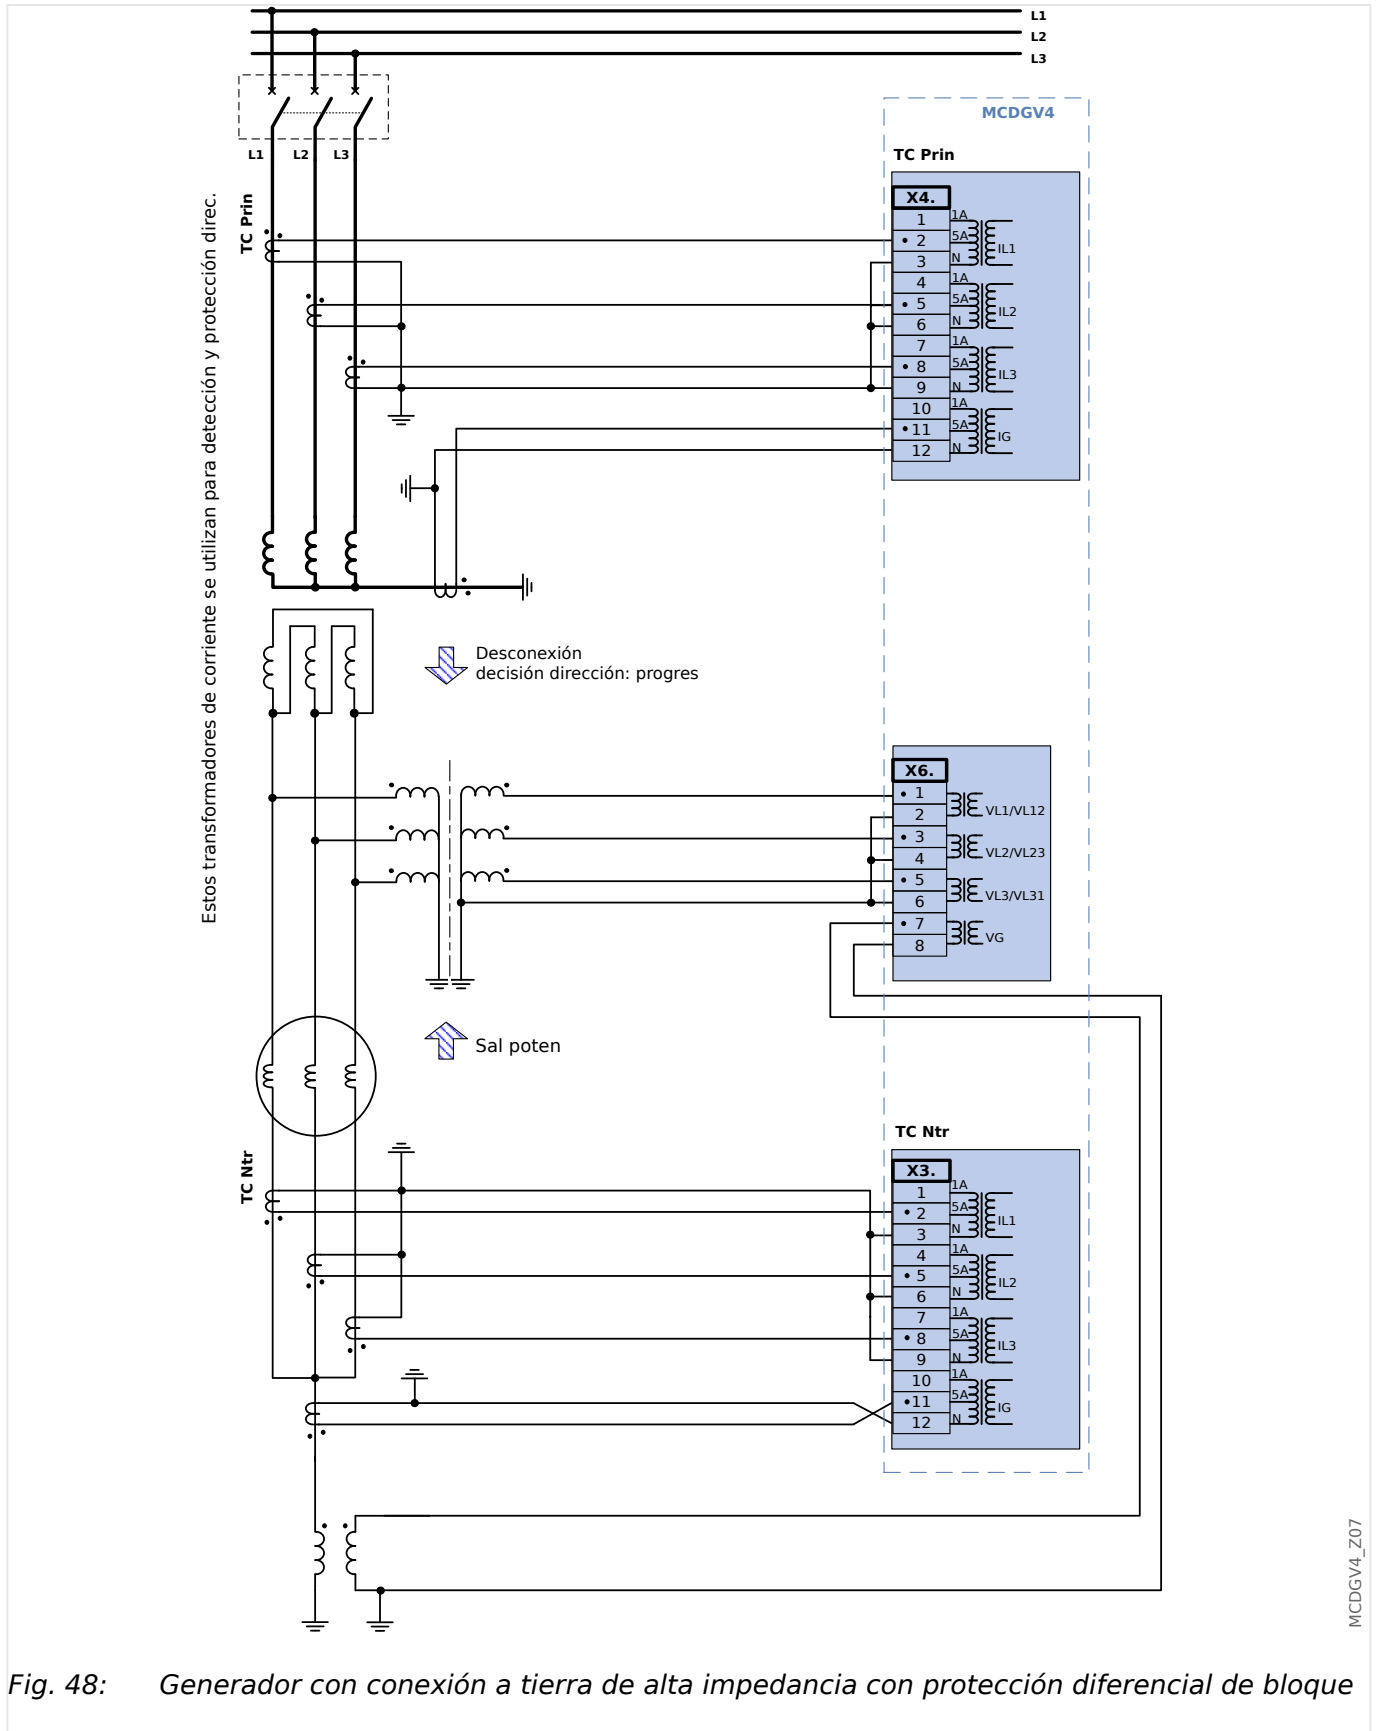 L1
L2
L3
MCDGV4
L1 L2 L3
TC Prin
TC Prin
Estos transformadores de corriente se utilizan para detección y protección direc.
X4.
1 1A
2 5A IL1
3 N
4 1A
5 5A IL2
6 N
7 1A
8 5A IL3
9 N
10 1A
11 5A IG
12 N
Desconexión
decisión dirección: progres
X6.
1
2 VL1/VL12
3
4 VL2/VL23
5
6 VL3/VL31
7
8 VG
Sal poten
TC Ntr
TC Ntr
X3.
1 1A
2 5A IL1
3 N
4 1A
5 5A IL2
6 N
7 1A
8 5A IL3
9 N
10 1A
11 5A IG
12 N
MCDGV4_Z07
Fig. 48: Generador con conexión a tierra de alta impedancia con protección diferencial de bloque